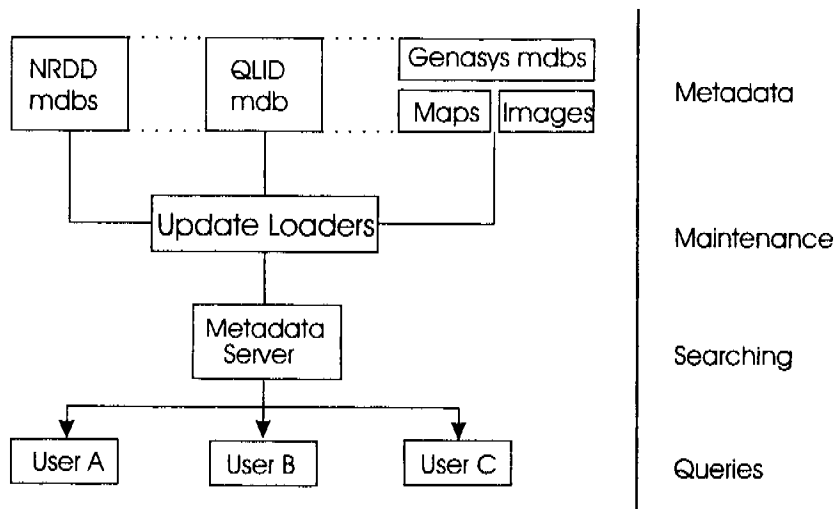 NRDD
mdbs
QLID
mdb
Genasys mdbs
Maps
Images
Metadata
Update Loaders
Maintenance
Metadata
Server
Searching
User A
User B
User C
Queries